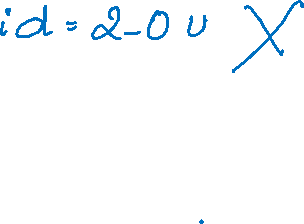 id = 2-0 U X